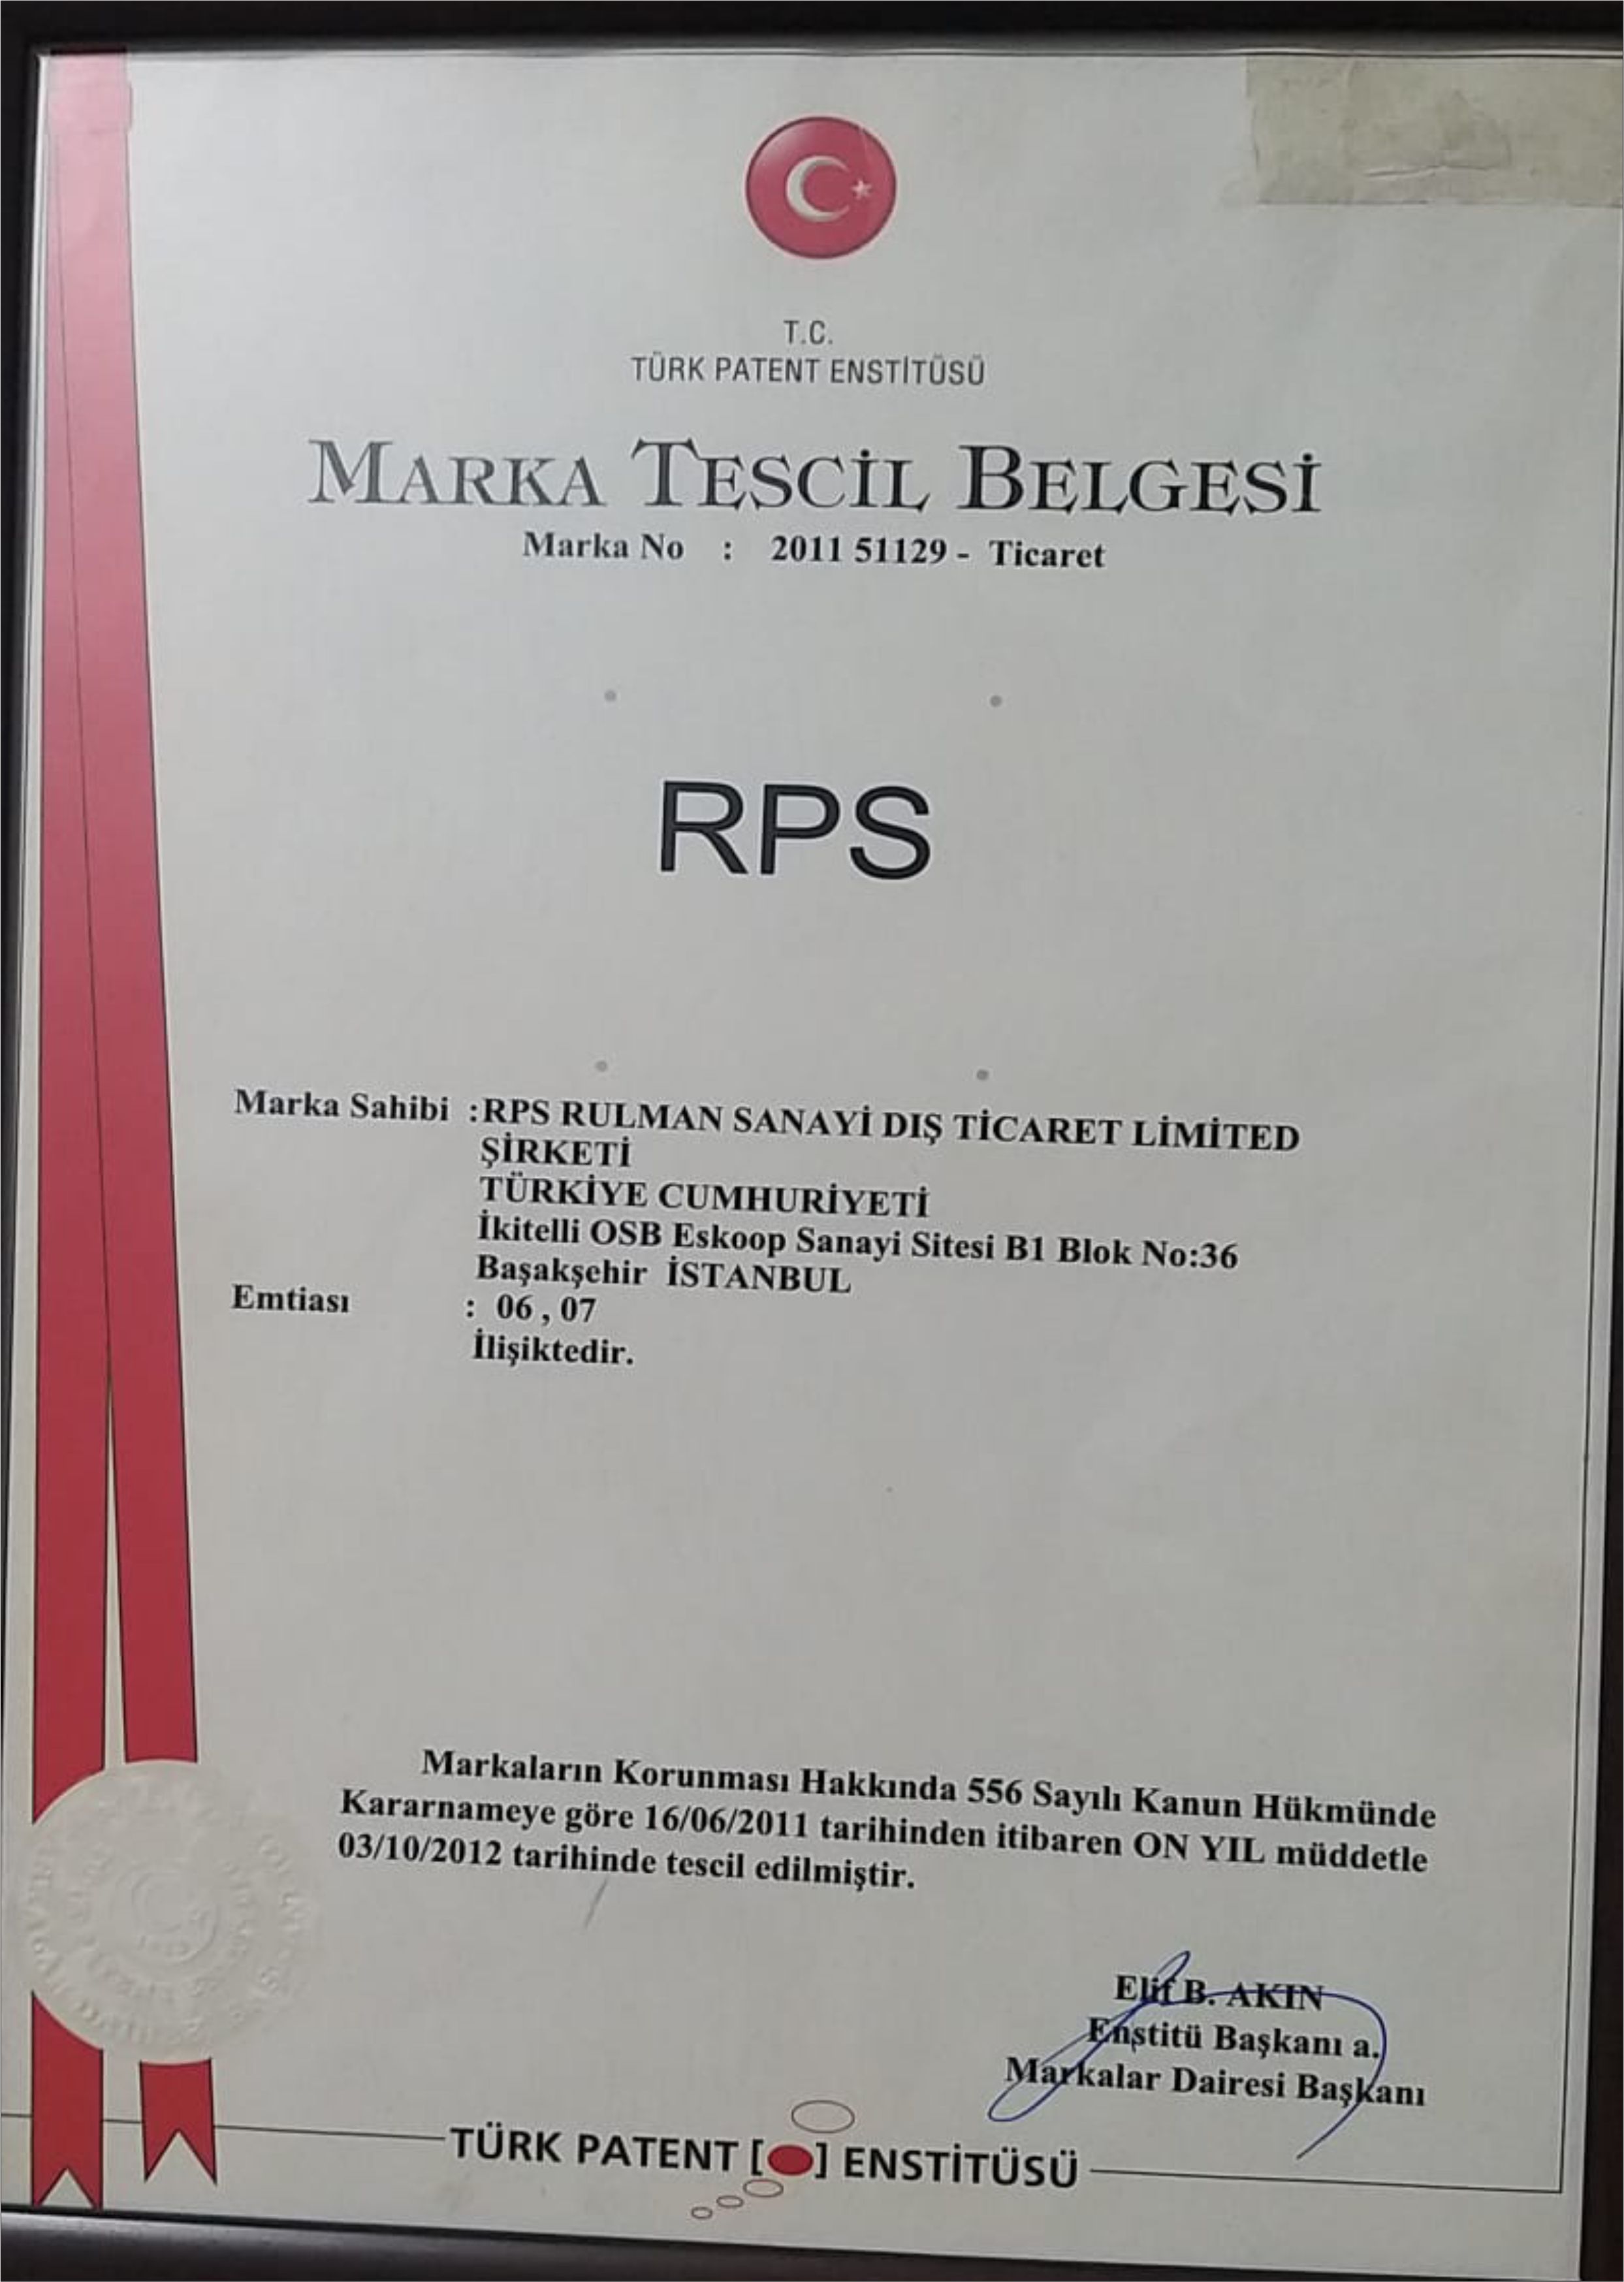 T.C.
TÜRK PATENT ENSTİTÜSÜ
MARKA TESCİL BELGESİ
Marka No : 2011 51129 - Ticaret
RPS
Marka Sahibi :RPS RULMAN SANAYİ DIŞ TİCARET LİMİTED
ŞİRKETİ
TÜRKİYE CUMHURİYETİ
İkitelli OSB Eskoop Sanayi Sitesi B1 Blok No:36
Başakşehir İSTANBUL
Emtiası : 06 , 07
İlişiktedir.
Markaların Korunması Hakkında 556 Sayılı Kanun Hükmünde
Kararnameye göre 16/06/2011 tarihinden itibaren ON YIL müddetle
03/10/2012 tarihinde tescil edilmiştir.
Elif B. AKIN
Enstitü Başkanı a.
Markalar Dairesi Başkanı
TÜRK PATENT [ ] ENSTİTÜSÜ